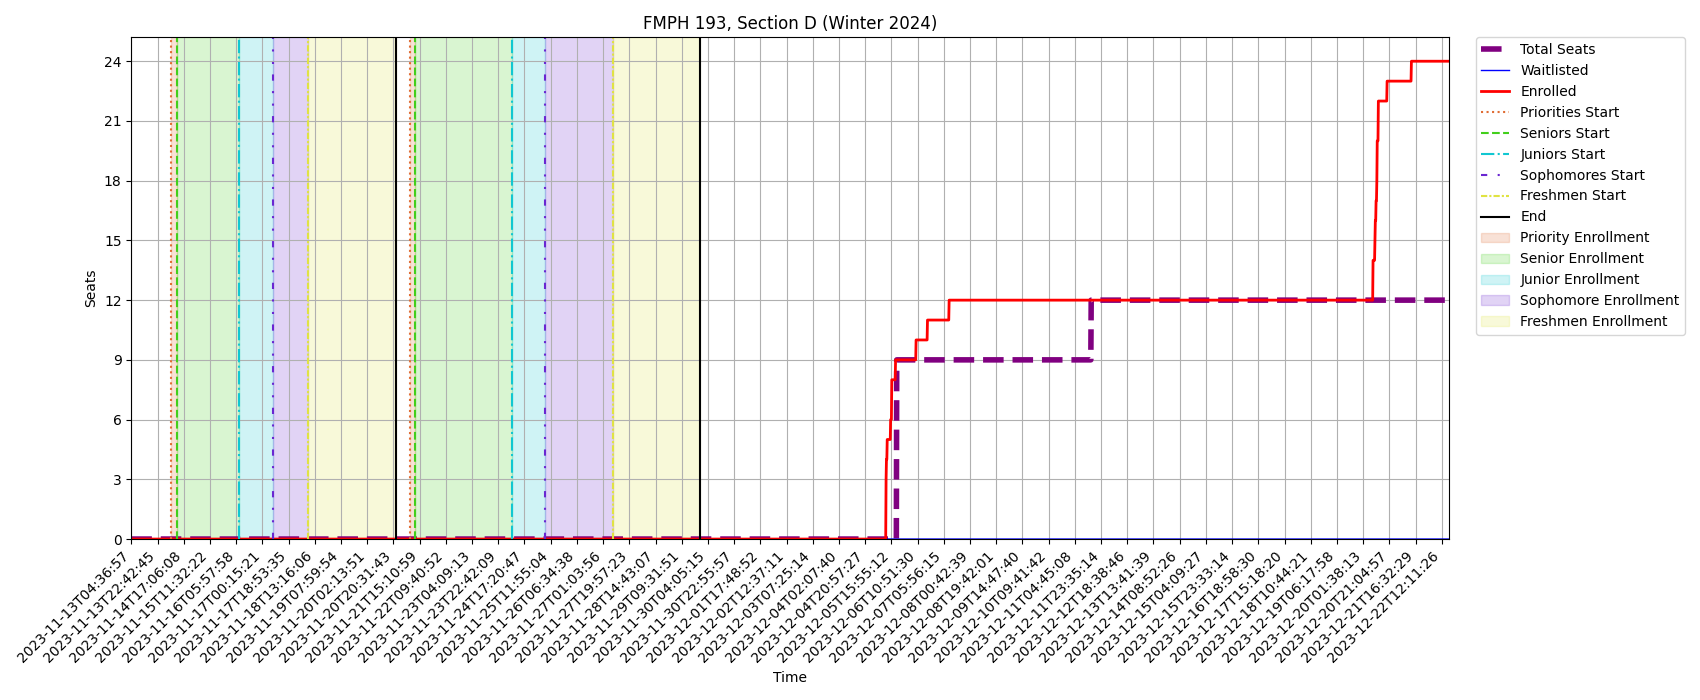 FMPH 193, Section D (Winter 2024)
Seats
24
21
18
15
12
9
6
3
0
2023-11-13T04:36:57
2023-11-13T22:42:45
2023-11-14T17:06:08
2023-11-15T11:32:22
2023-11-16T05:57:58
2023-11-17T00:15:21
2023-11-17T18:53:35
2023-11-18T13:16:06
2023-11-19T07:59:54
2023-11-20T02:13:51
2023-11-20T20:31:43
2023-11-21T15:10:59
2023-11-22T09:40:52
2023-11-23T04:09:13
2023-11-23T22:42:09
2023-11-24T17:20:47
2023-11-25T11:55:04
2023-11-26T06:34:38
2023-11-27T01:03:56
2023-11-27T19:57:23
2023-11-28T14:43:07
2023-11-29T09:31:51
2023-11-30T04:05:15
2023-11-30T22:55:57
2023-12-01T17:48:52
2023-12-02T12:37:11
2023-12-03T07:25:14
2023-12-04T02:07:40
2023-12-04T20:57:27
2023-12-05T15:55:12
2023-12-06T10:51:30
2023-12-07T05:56:15
2023-12-08T00:42:39
2023-12-08T19:42:01
2023-12-09T14:47:40
2023-12-10T09:41:42
2023-12-11T04:45:08
2023-12-11T23:35:14
2023-12-12T18:38:46
2023-12-13T13:41:39
2023-12-14T08:52:26
2023-12-15T04:09:27
2023-12-15T23:33:14
2023-12-16T18:58:30
2023-12-17T15:18:20
2023-12-18T10:44:21
2023-12-19T06:17:58
2023-12-20T01:38:13
2023-12-20T21:04:57
2023-12-21T16:32:29
2023-12-22T12:11:26
Time
Total Seats
Waitlisted
Enrolled
Priorities Start
Seniors Start
Juniors Start
Sophomores Start
Freshmen Start
End
Priority Enrollment
Senior Enrollment
Junior Enrollment
Sophomore Enrollment
Freshmen Enrollment